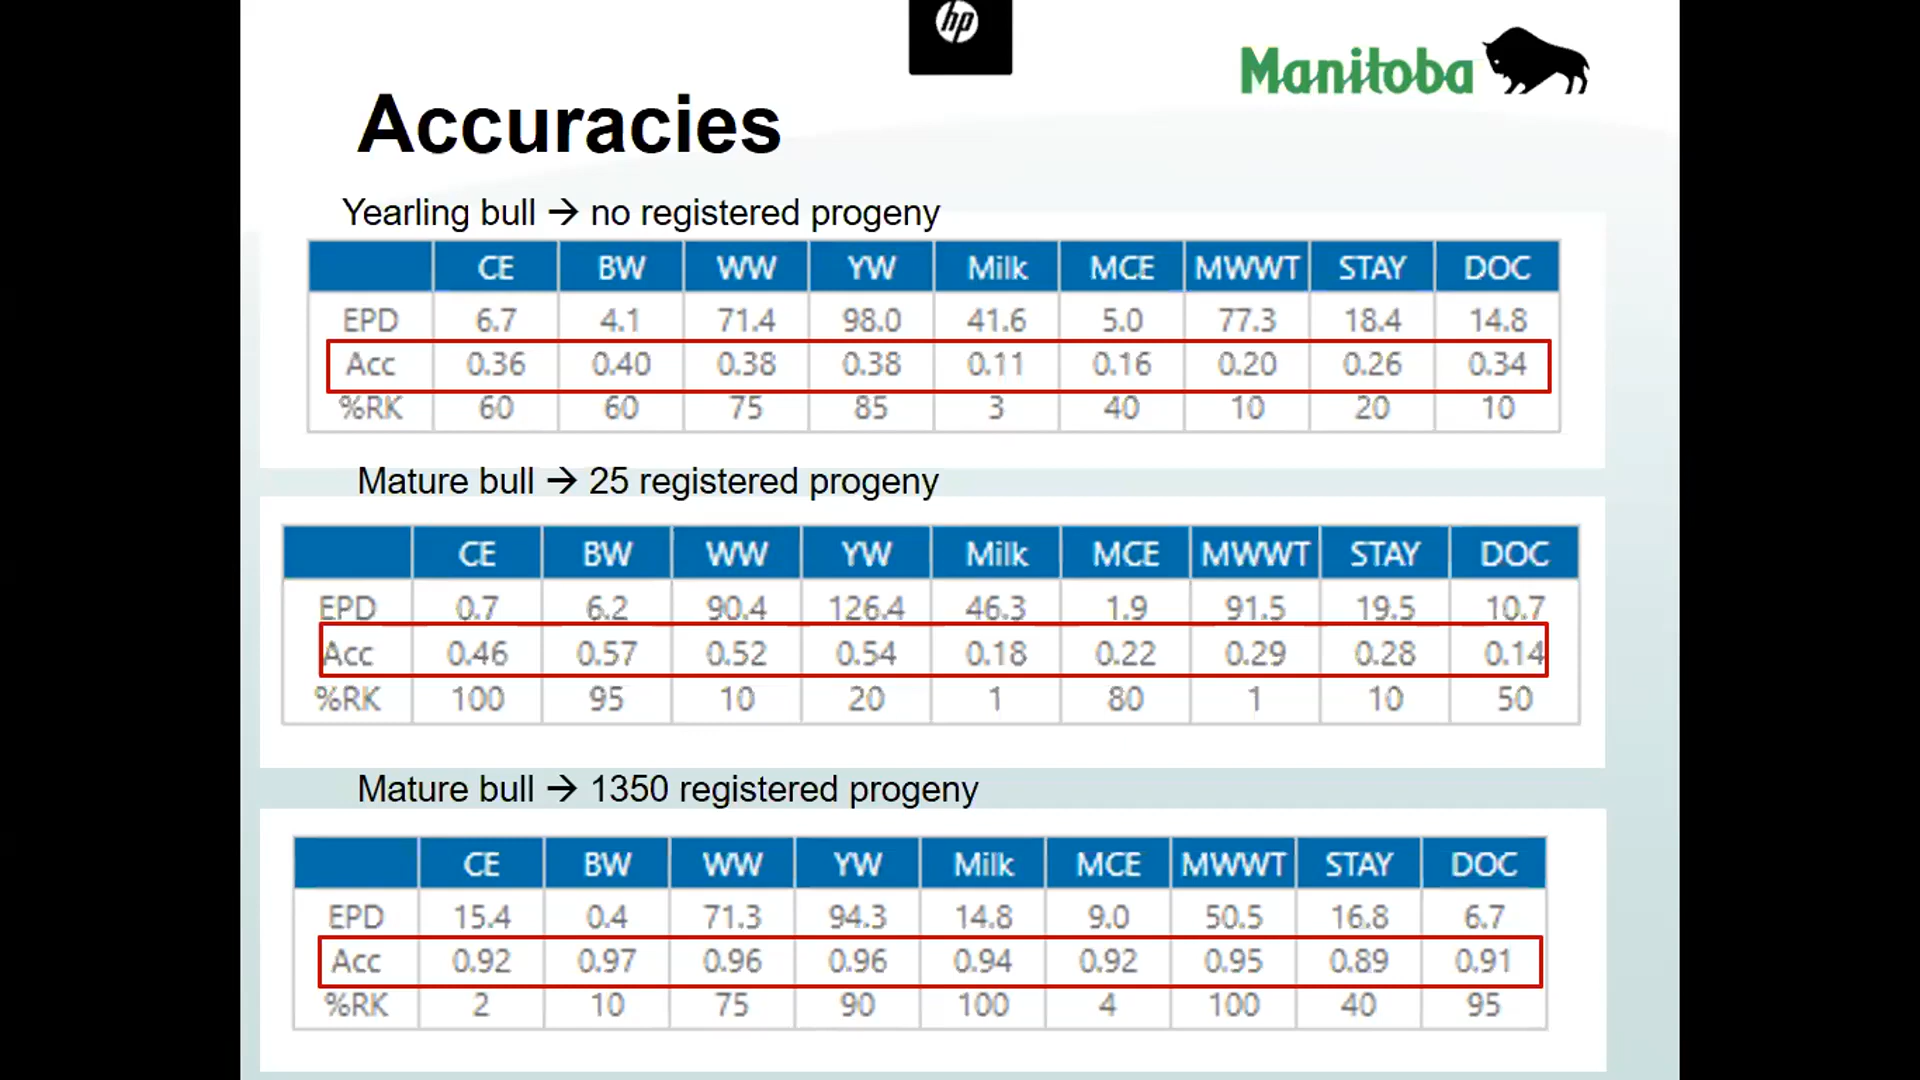 hp
Manitoba
Accuracies
Yearling bull → no registered progeny
CE BW WW YW Milk MCE MWWT STAY DOC
EPD 6.7 4.1 71.4 98.0 41.6 5.0 77.3 18.4 14.8
Acc 0.36 0.40 0.38 0.38 0.11 0.16 0.20 0.26 0.34
%RK 60 60 75 85 3 40 10 20 10
Mature bull → 25 registered progeny
CE BW WW YW Milk MCE MWWT STAY DOC
EPD 0.7 6.2 90.4 126.4 46.3 1.9 91.5 19.5 10.7
Acc 0.46 0.57 0.52 0.54 0.18 0.22 0.29 0.28 0.14
%RK 100 95 10 20 1 80 1 10 50
Mature bull → 1350 registered progeny
CE BW WW YW Milk MCE MWWT STAY DOC
EPD 15.4 0.4 71.3 94.3 14.8 9.0 50.5 16.8 6.7
Acc 0.92 0.97 0.96 0.96 0.94 0.92 0.95 0.89 0.91
%RK 2 10 75 90 100 4 100 40 95